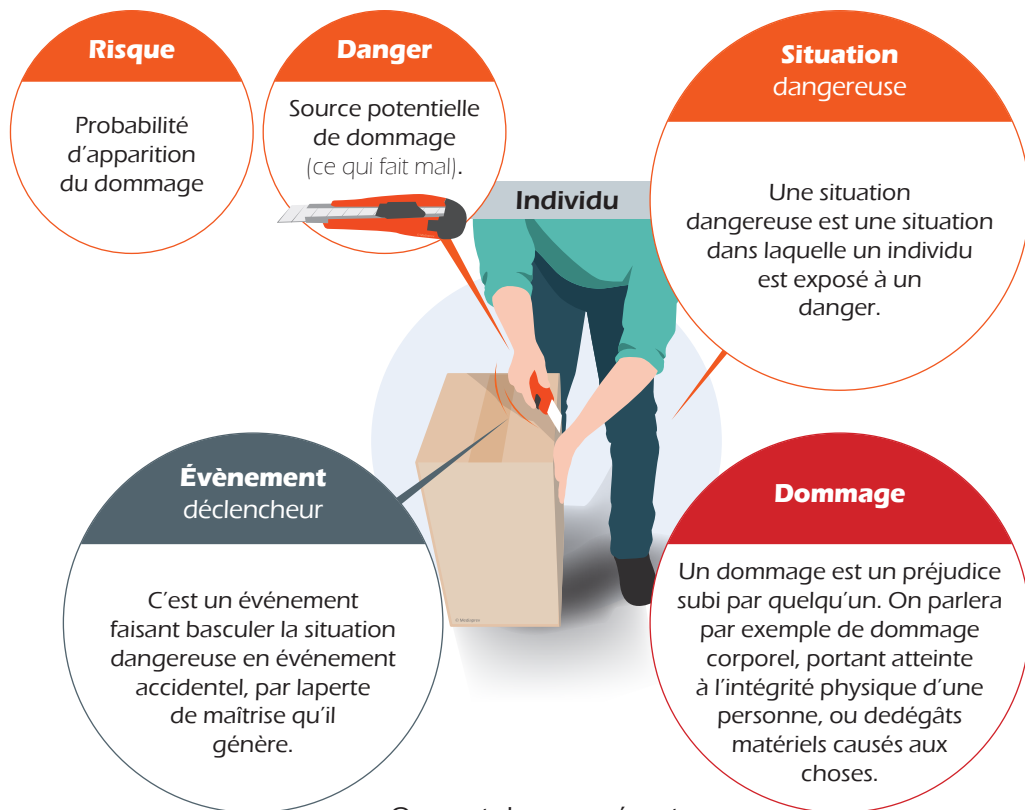 Risque
Probabilité
d'apparition
du dommage
Danger
Source potentielle
de dommage
(ce qui fait mal).
Situation
dangereuse
Une situation
dangereuse est une situation
dans laquelle un individu
est exposé à un
danger.
Individu
Évènement
déclencheur
C'est un événement
faisant basculer la situation
dangereuse en événement
accidentel, par laperte
de maîtrise qu'il
génère.
Dommage
Un dommage est un préjudice
subi par quelqu'un. On parlera
par exemple de dommage
corporel, portant atteinte
à l'intégrité physique d'une
personne, ou dedégâts
matériels causés aux
choses.